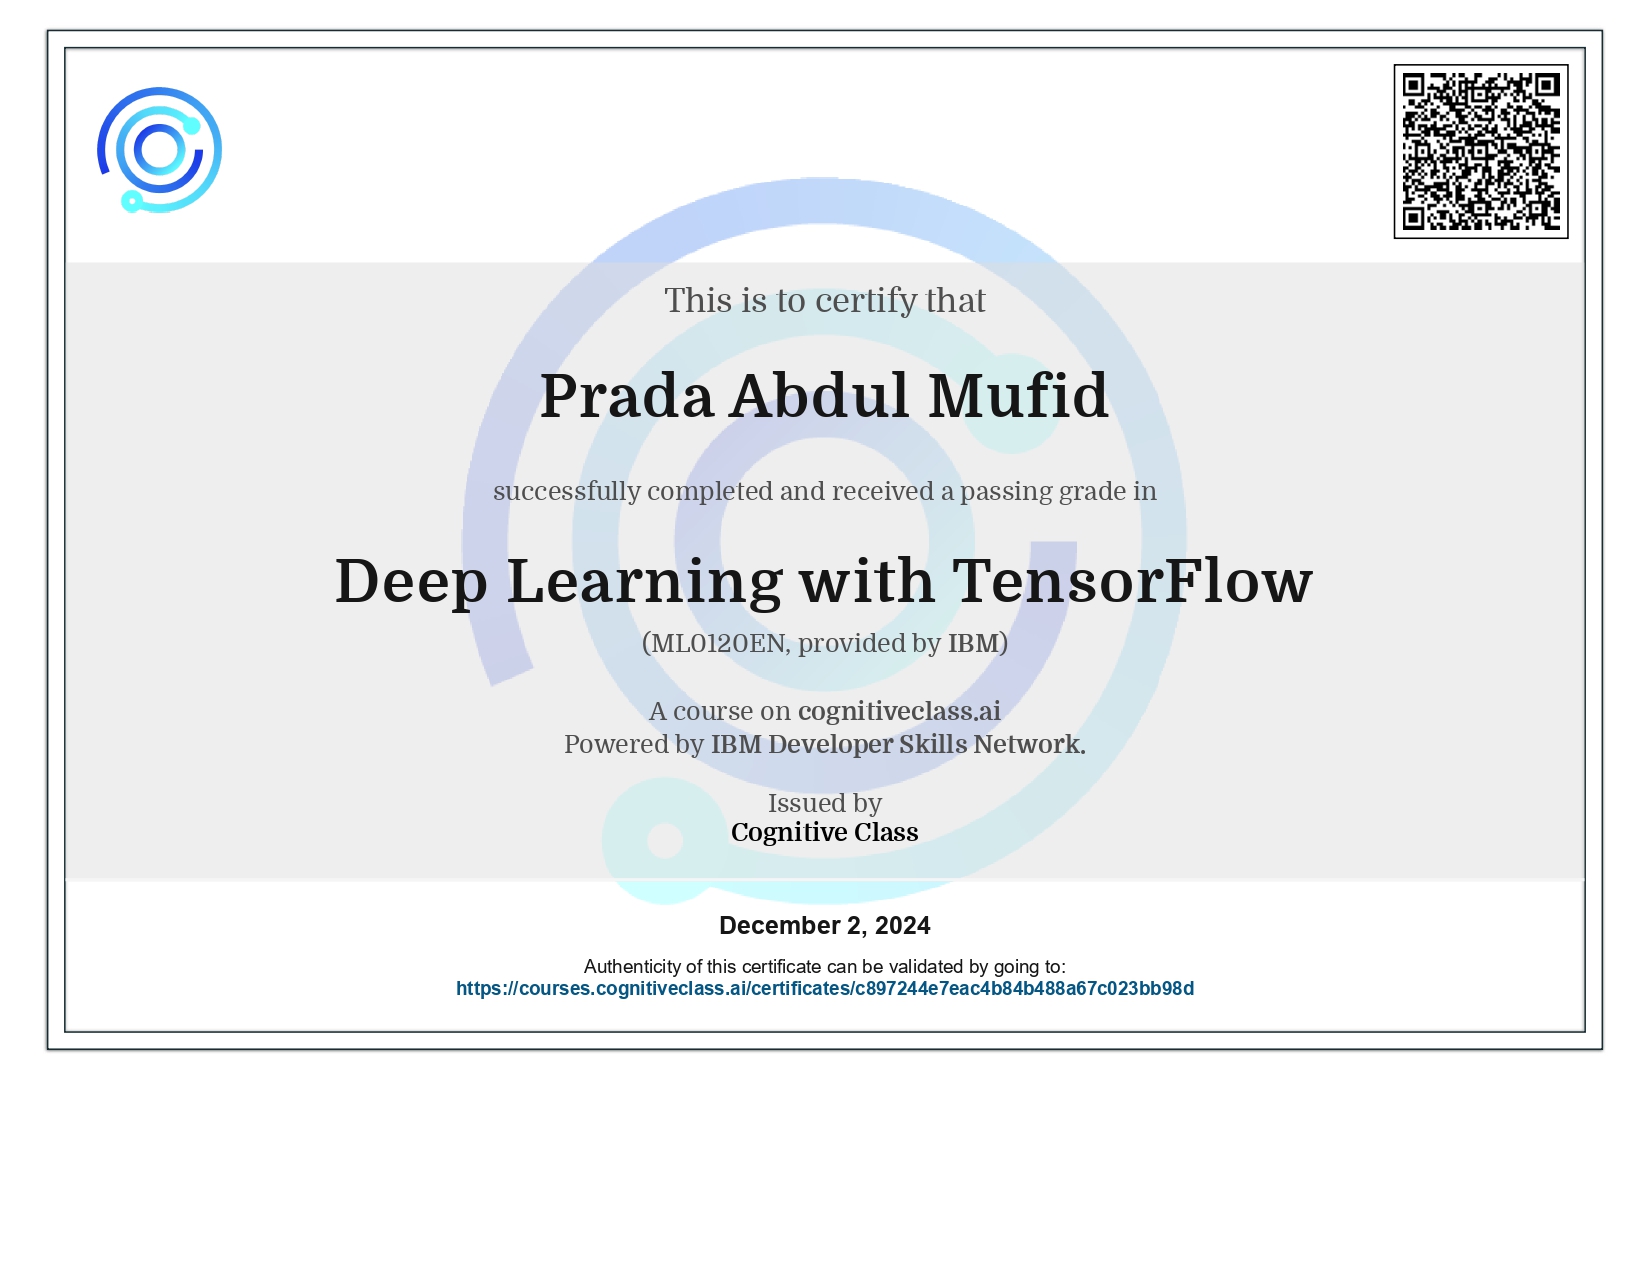 This is to certify that
Prada Abdul Mufid
successfully completed and received a passing grade in
Deep Learning with TensorFlow
(ML0120EN, provided by IBM)
A course on cognitiveclass.ai
Powered by IBM Developer Skills Network.
Issued by
Cognitive Class
December 2, 2024
Authenticity of this certificate can be validated by going to:
https://courses.cognitiveclass.ai/certificates/c897244e7eac4b84b488a67c023bb98d